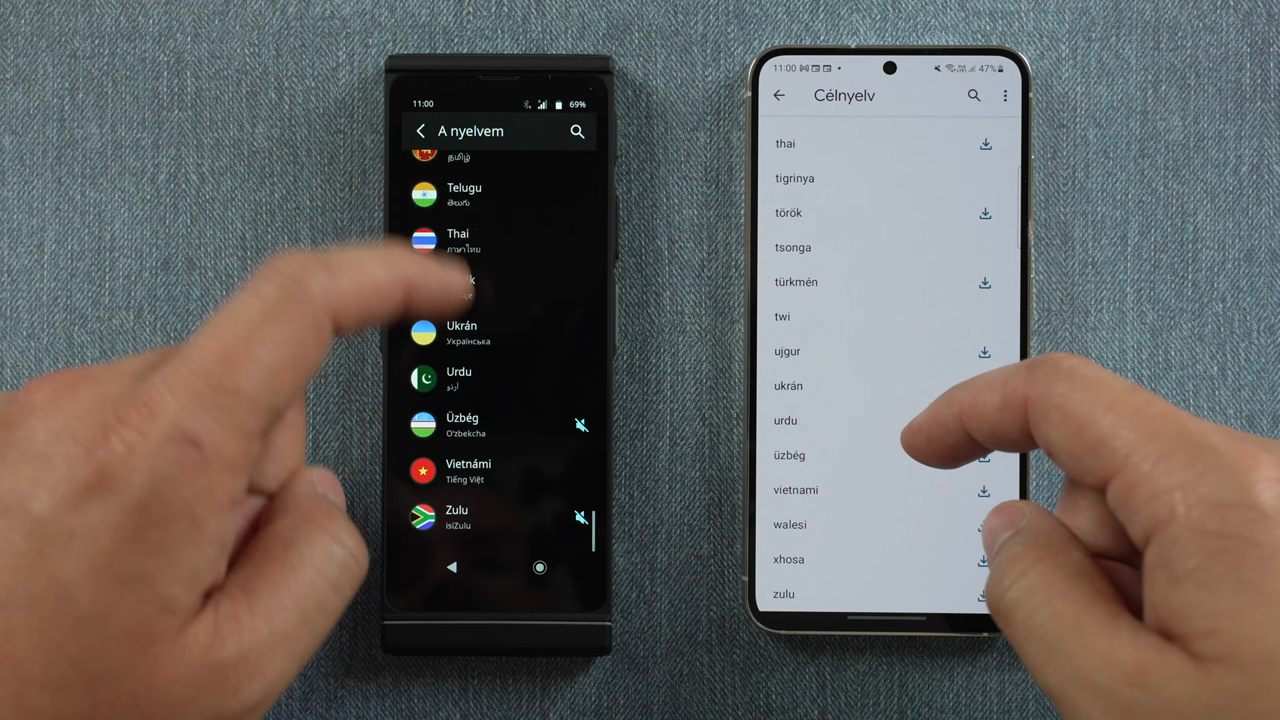 11:00
69%
A nyelvem
தமிழ்
Telugu
తెలుగు
Thai
ภาษาไทย
Ukrán
Українська
Urdu
اردو
Üzbég
O'zbekcha
Vietnámi
Tiếng Việt
Zulu
isiZulu
11:00
47%
Célnyelv
thai
tigrinya
török
tsonga
türkmén
twi
ujgur
ukrán
urdu
üzbég
vietnami
walesi
xhosa
zulu